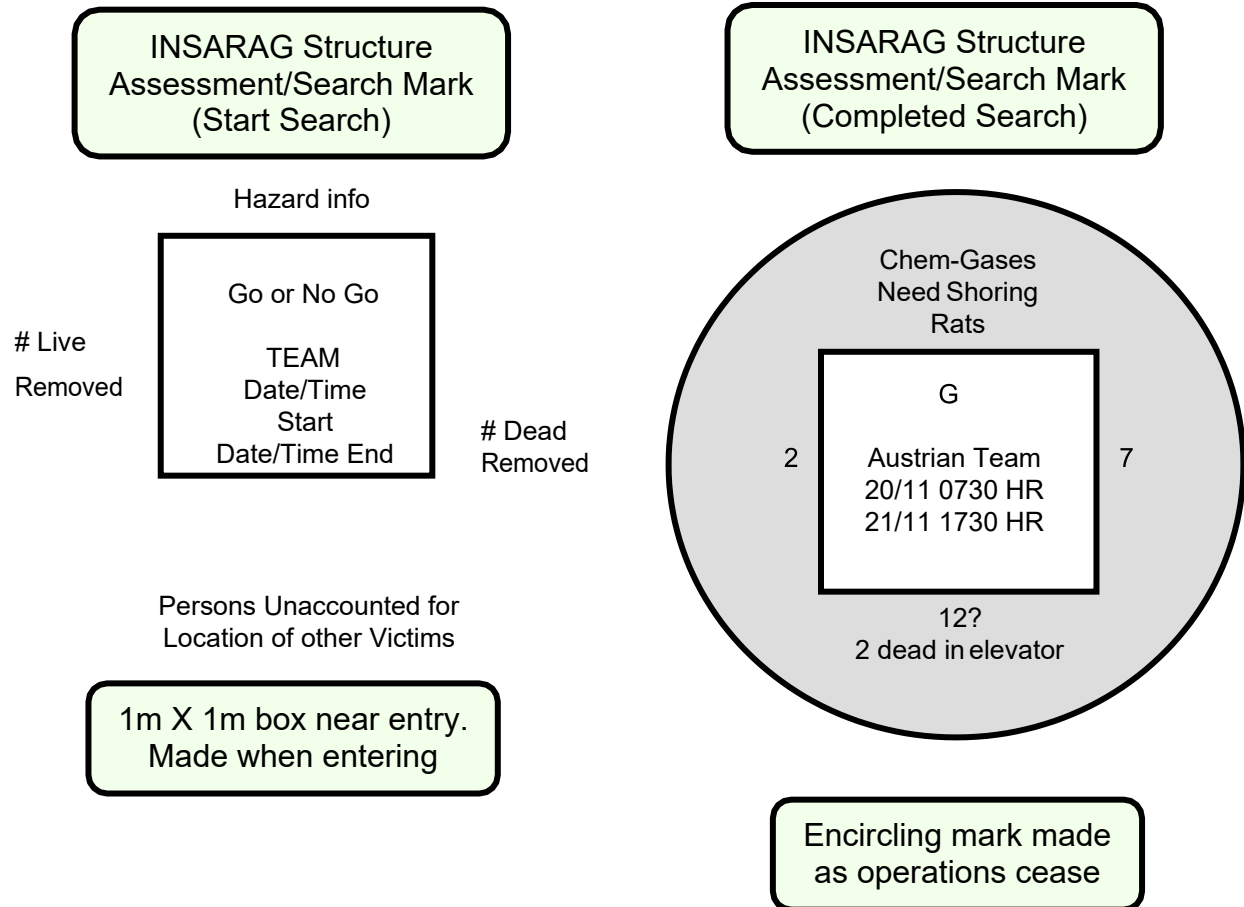 INSARAG Structure
Assessment/Search Mark
(Start Search)
Hazard info
Go or No Go
TEAM
Date/Time
Start
Date/Time End
# Live
Removed
# Dead
Removed
Persons Unaccounted for
Location of other Victims
1m X 1m box near entry.
Made when entering
INSARAG Structure
Assessment/Search Mark
(Completed Search)
Chem-Gases
Need Shoring
Rats
G
2
Austrian Team
20/11 0730 HR
21/11 1730 HR
7
12?
2 dead in elevator
Encircling mark made
as operations cease